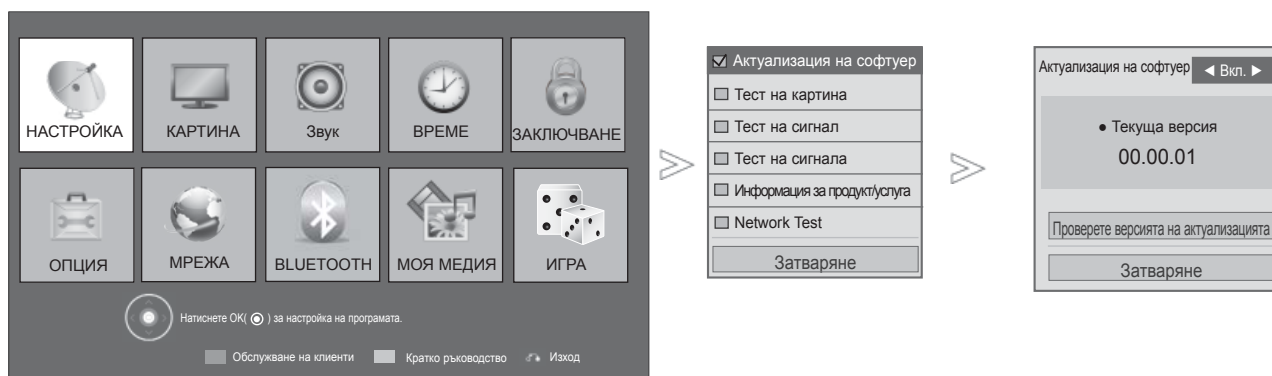 НАСТРОЙКА
КАРТИНА
Звук
ВРЕМЕ
ЗАКЛЮЧВАНЕ
ОПЦИЯ
МРЕЖА
BLUETOOTH
МОЯ МЕДИЯ
ИГРА
Натиснете OK( ◉ ) за настройка на програмата.
Обслужване на клиенти
Кратко ръководство
Изход
Актуализация на софтуер
Тест на картина
Тест на сигнал
Тест на сигнала
Информация за продукт/услуга
Network Test
Затваряне
Актуализация на софтуер ◄ Вкл. ►
● Текуща версия
00.00.01
Проверете версията на актуализацията
Затваряне